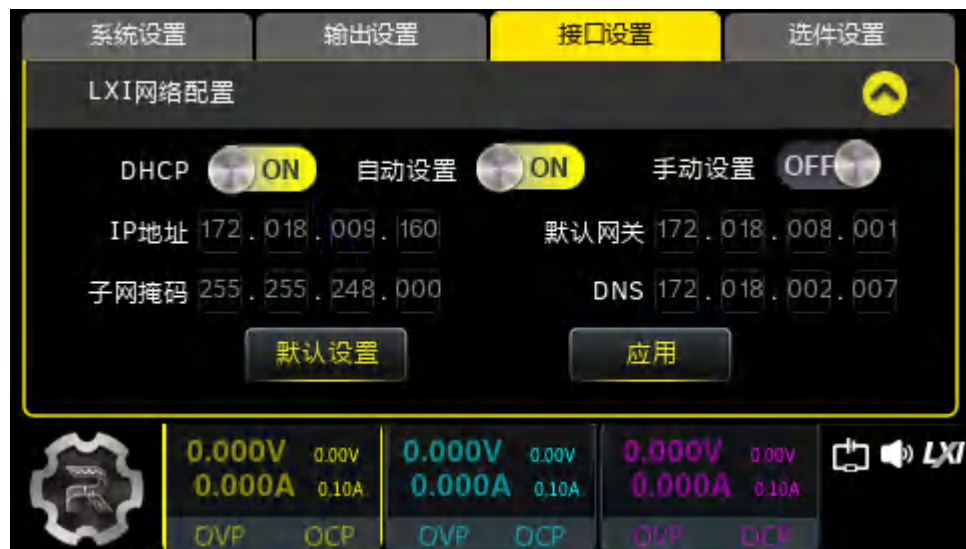 系统设置 输出设置 接口设置 选件设置
LXI网络配置
DHCP ON 自动设置 ON 手动设置 OFF
IP地址 172.018.009.160 默认网关 172.018.008.001
子网掩码 255.255.248.000 DNS 172.018.002.007
默认设置 应用
0.000V 0.00V 0.000V 0.00V 0.000V 0.00V LXI
0.000A 0.10A 0.000A 0.10A 0.000A 0.10A
OVP OCP OVP OCP OVP OCP